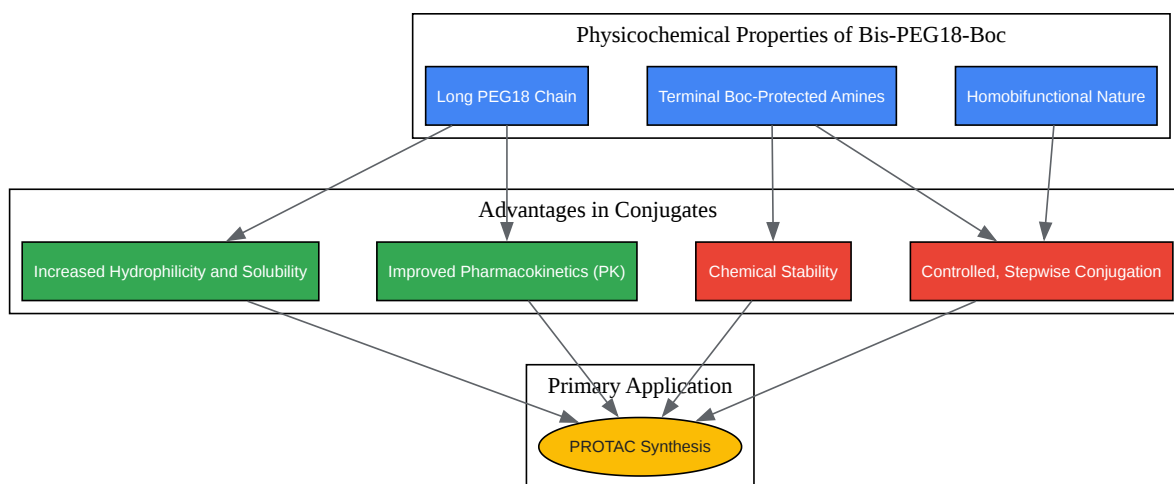 Physicochemical Properties of Bis-PEG18-Boc
Long PEG18 Chain
Terminal Boc-Protected Amines
Homobifunctional Nature
Advantages in Conjugates
Increased Hydrophilicity and Solubility
Improved Pharmacokinetics (PK)
Chemical Stability
Controlled, Stepwise Conjugation
Primary Application
PROTAC Synthesis